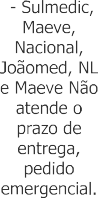 - Sulmedic,
Maeve,
Nacional,
Joãomed, NL
e Maeve Não
atende o
prazo de
entrega,
pedido
emergencial.